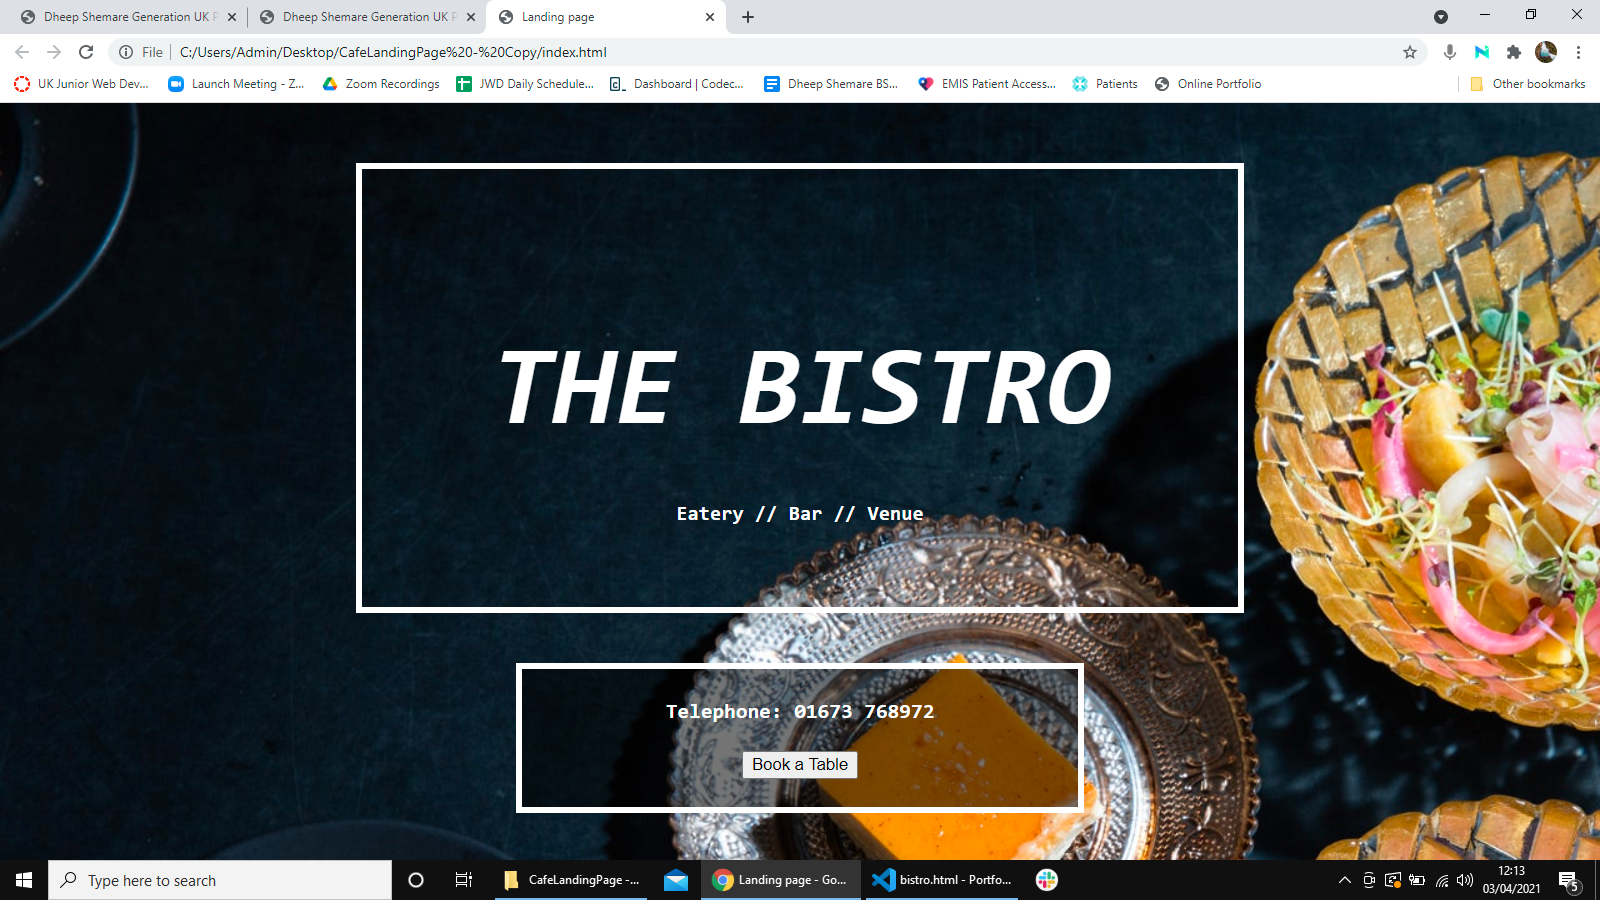 Dheep Shemare Generation UK P
Dheep Shemare Generation UK P
Landing page
File
C:/Users/Admin/Desktop/CafeLandingPage%20-%20Copy/index.html
UK Junior Web Dev...
Launch Meeting - Z...
Zoom Recordings
JWD Daily Schedule...
Dashboard | Codec...
Dheep Shemare BS...
EMIS Patient Access...
Patients
Online Portfolio
Other bookmarks
THE BISTRO
Eatery // Bar // Venue
Telephone: 01673 768972
Book a Table
Type here to search
CafeLandingPage -...
Landing page - Go...
bistro.html - Portfo...
12:13
03/04/2021
5